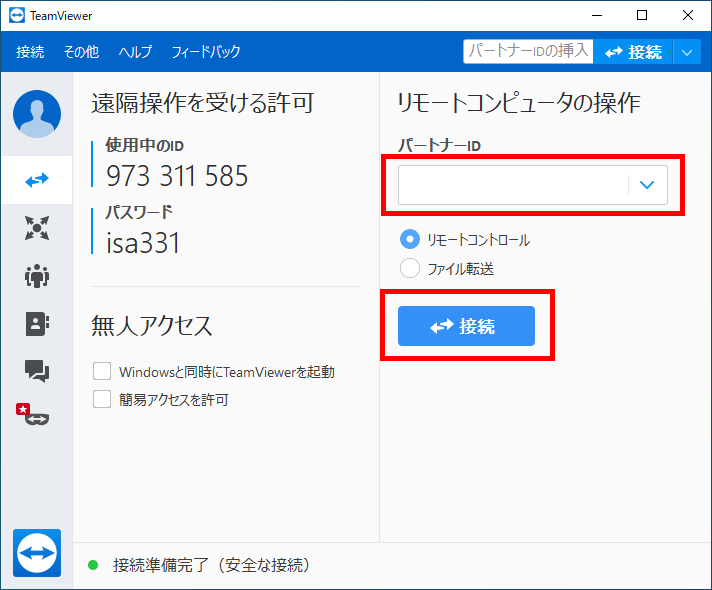 TeamViewer
接続 その他 ヘルプ フィードバック
パートナーIDの挿入 接続
遠隔操作を受ける許可
使用中のID
973 311 585
パスワード
isa331
無人アクセス
Windowsと同時にTeamViewerを起動
簡易アクセスを許可
リモートコンピュータの操作
パートナーID
リモートコントロール
ファイル転送
接続
接続準備完了（安全な接続）